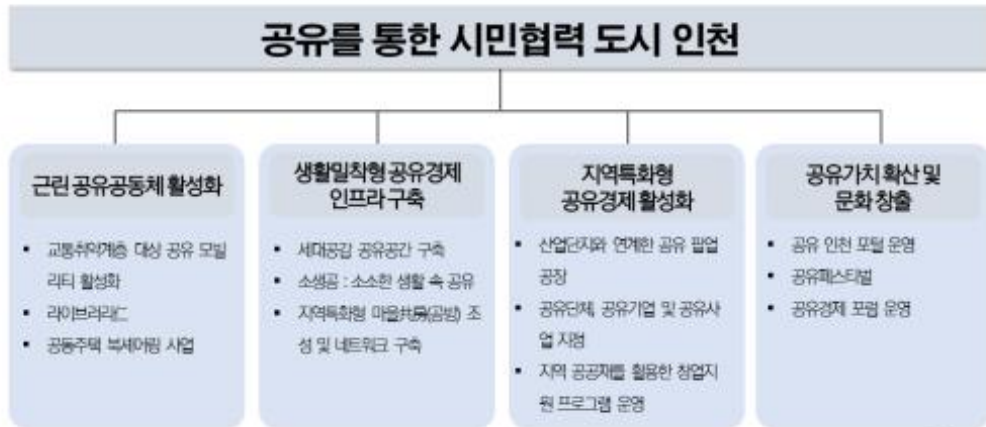 공유를 통한 시민협력 도시 인천
근린 공유공동체 활성화
▪ 교통취약계층 대상 공유 모빌
리티 활성화
▪ 라이브러리仁
▪ 공동주택 북셰어링 사업
생활밀착형 공유경제
인프라 구축
▪ 세대공감 공유공간 구축
▪ 소생공 : 소소한 생활 속 공유
▪ 지역특화형 마을共房(공방) 조
성 및 네트워크 구축
지역특화형
공유경제 활성화
▪ 산업단지와 연계한 공유 팝업
공장
▪ 공유단체, 공유기업 및 공유사
업 지정
▪ 지역 공공재를 활용한 창업지
원 프로그램 운영
공유가치 확산 및
문화 창출
▪ 공유 인천 포털 운영
▪ 공유페스티벌
▪ 공유경제 포럼 운영